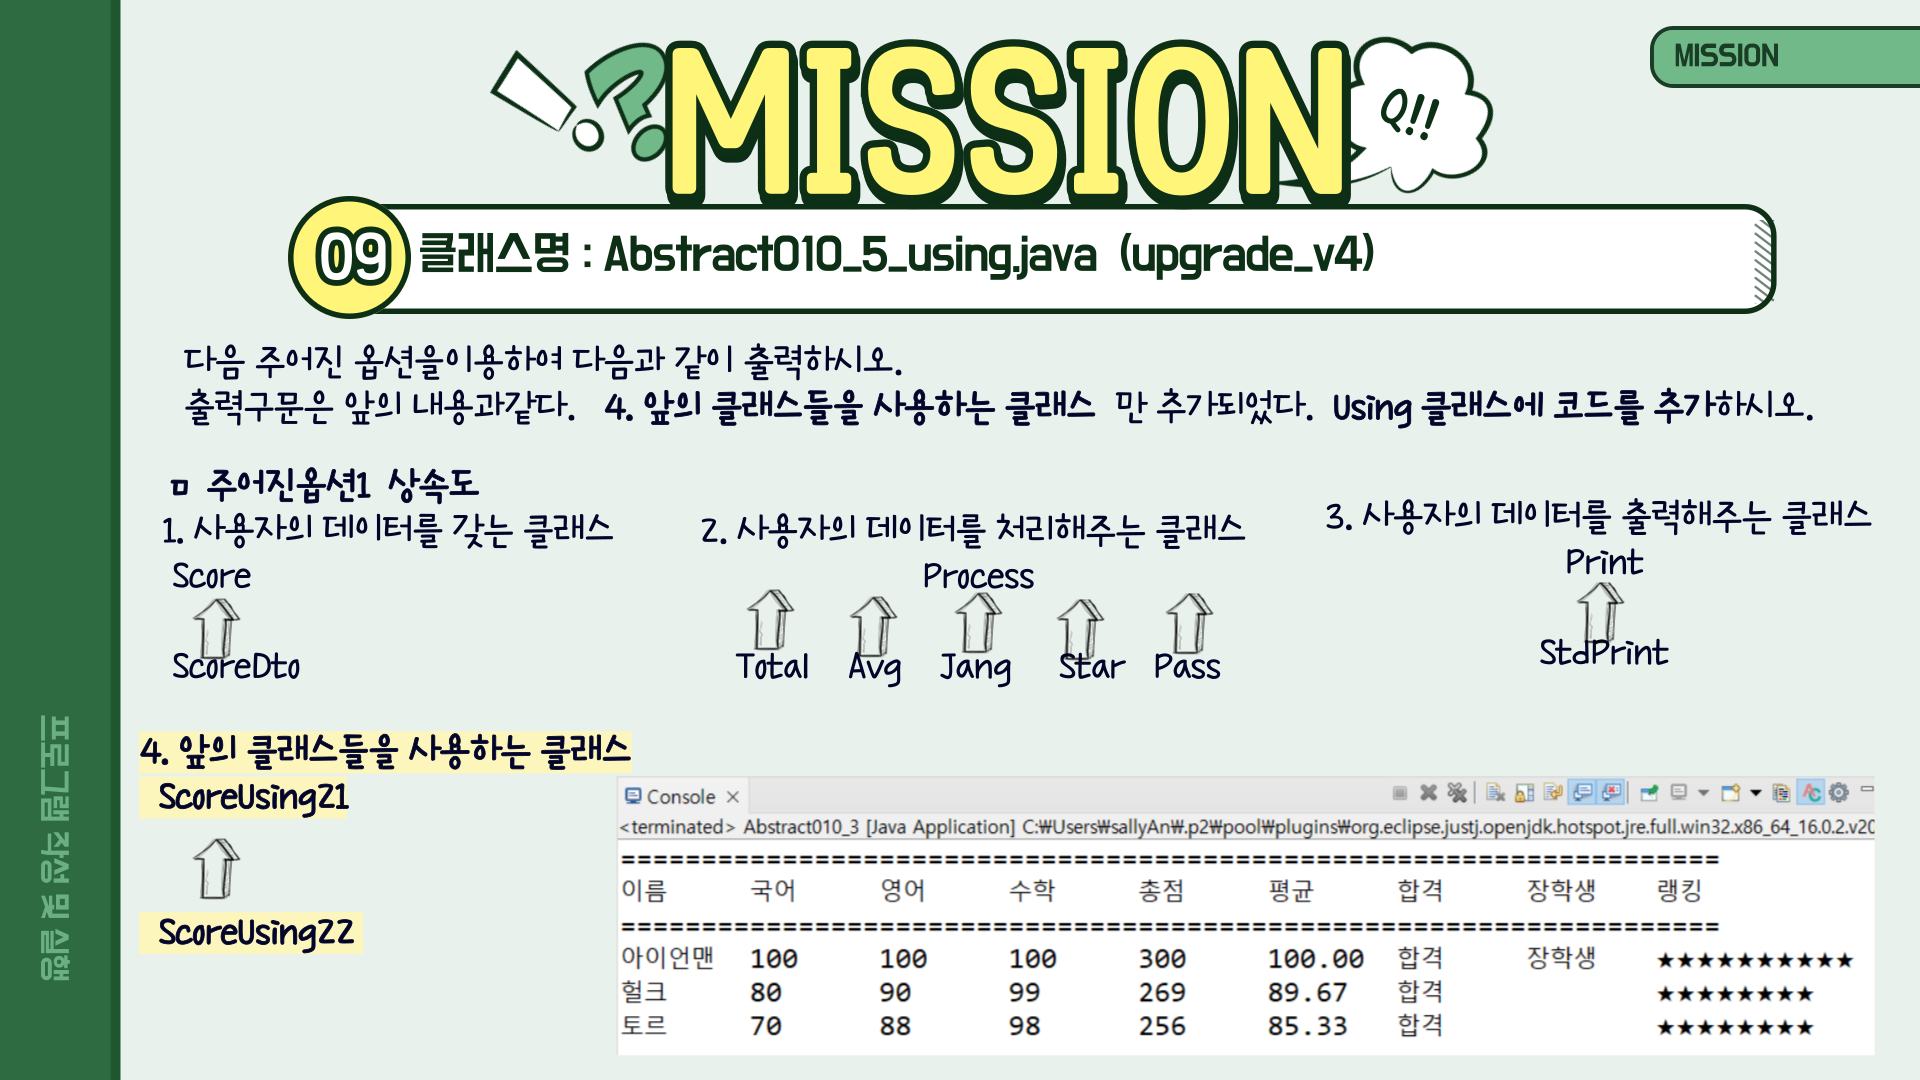 MISSION
MISSION
Q!!
09 클래스명 : Abstract010_5_using.java (upgrade_v4)
다음 주어진 옵션을이용하여 다음과 같이 출력하시오.
출력구문은 앞의 내용과같다. 4. 앞의 클래스들을 사용하는 클래스 만 추가되었다. Using 클래스에 코드를 추가하시오.
ㅁ 주어진옵션1 상속도
1. 사용자의 데이터를 갖는 클래스
Score
ScoreDto
2. 사용자의 데이터를 처리해주는 클래스
Process
Total Avg Jang Star Pass
3. 사용자의 데이터를 출력해주는 클래스
Print
StdPrint
4. 앞의 클래스들을 사용하는 클래스
ScoreUsing21
ScoreUsing22
Console
<terminated> Abstract010_3 [Java Application] C:₩Users₩sallyAn₩.p2₩pool₩plugins₩org.eclipse.justj.openjdk.hotspot.jre.full.win32.x86_64_16.0.2.v20
=====================================================================================
이름 국어 영어 수학 총점 평균 합격 장학생 랭킹
=====================================================================================
아이언맨 100 100 100 300 100.00 합격 장학생 ★★★★★★★★★★
헐크 80 90 99 269 89.67 합격 ★★★★★★★★
토르 70 88 98 256 85.33 합격 ★★★★★★★★
프로그램 작성 및 실행